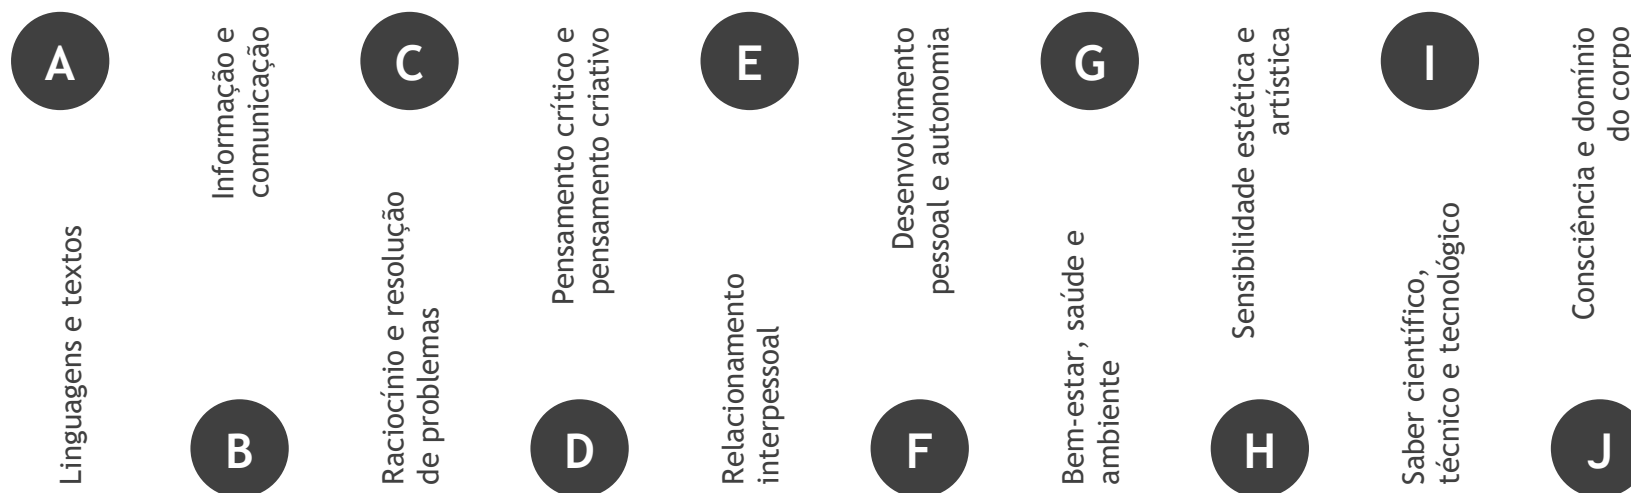 A
Linguagens e textos
B
Informação e
comunicação
C
Raciocínio e resolução
de problemas
D
Pensamento crítico e
pensamento criativo
E
Relacionamento
interpessoal
F
Desenvolvimento
pessoal e autonomia
G
Bem-estar, saúde e
ambiente
H
Sensibilidade estética e
artística
I
Saber científico,
técnico e tecnológico
J
Consciência e domínio
do corpo